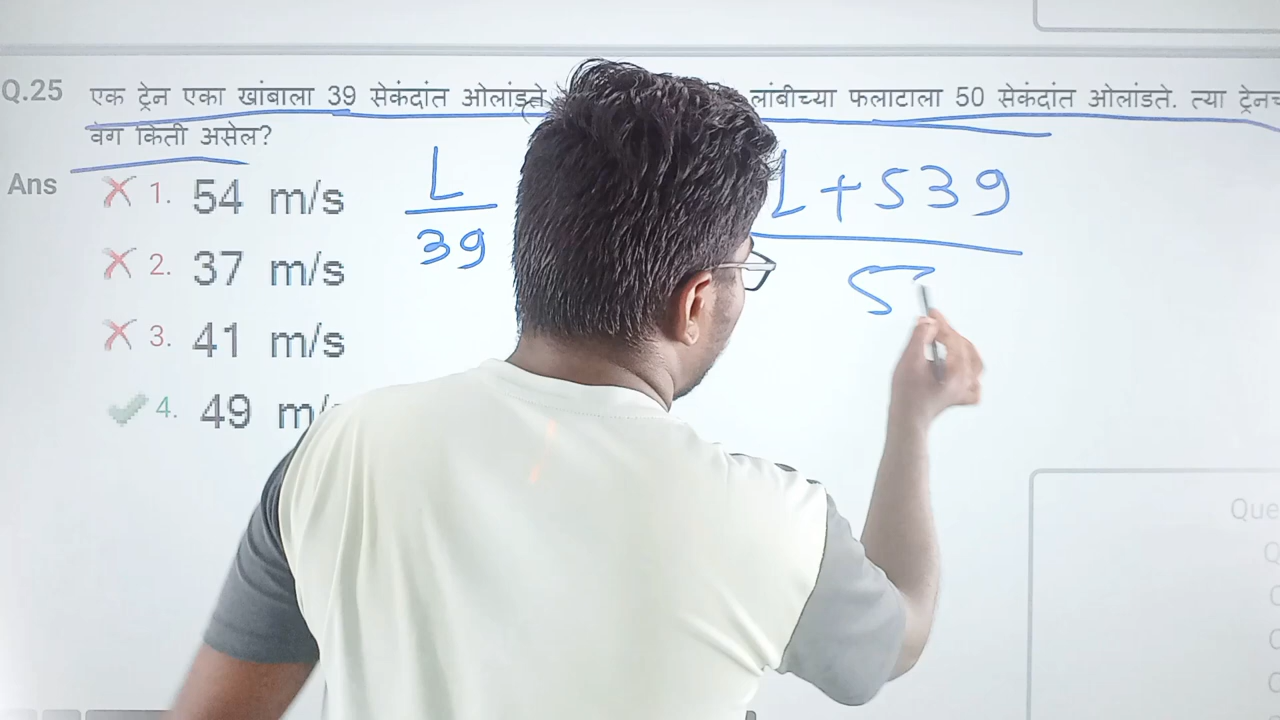 Q.25 एक ट्रेन एका खांबाला 39 सेकंदांत ओलांडते लांबीच्या फलाटाला 50 सेकंदांत ओलांडते. त्या
वेग किती असेल?
Ans
1. 54 m/s
2. 37 m/s
3. 41 m/s
4. 49
L
39
L + 539
5
Que